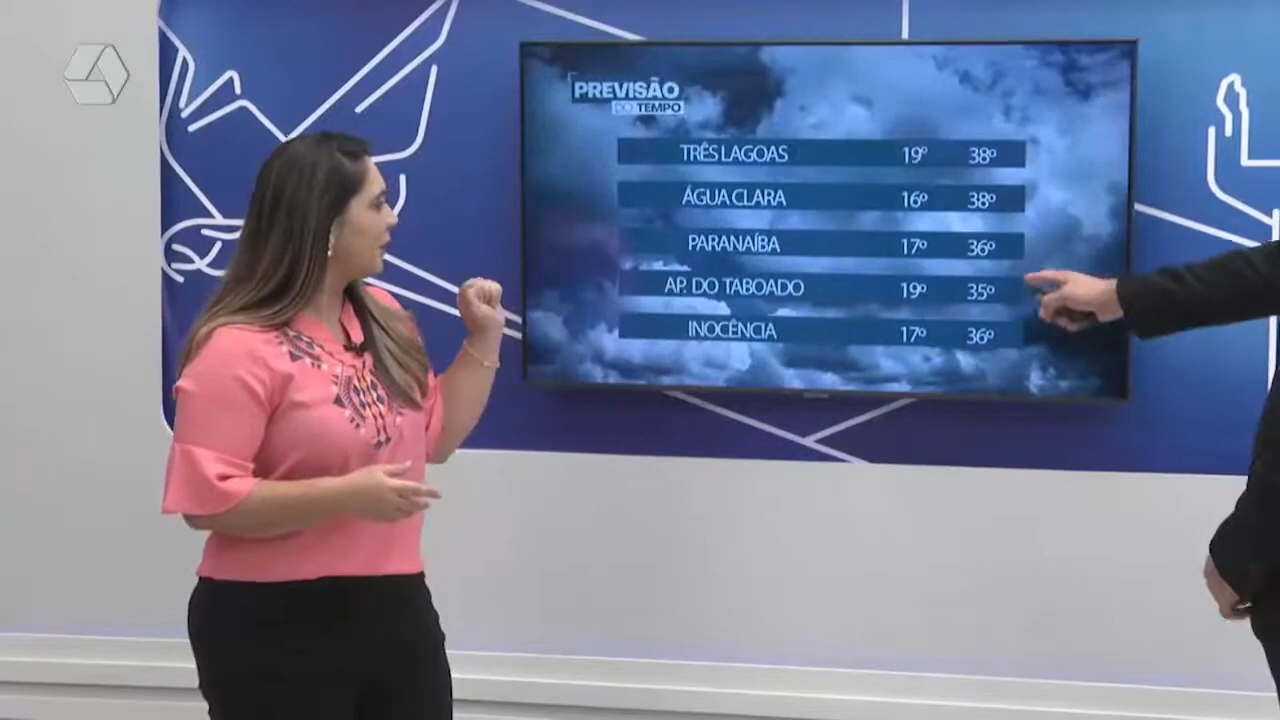 PREVISÃO
DO TEMPO
TRÊS LAGOAS 19º 38º
ÁGUA CLARA 16º 38º
PARANAÍBA 17º 36º
AP. DO TABOADO 19º 35º
INOCÊNCIA 17º 36º